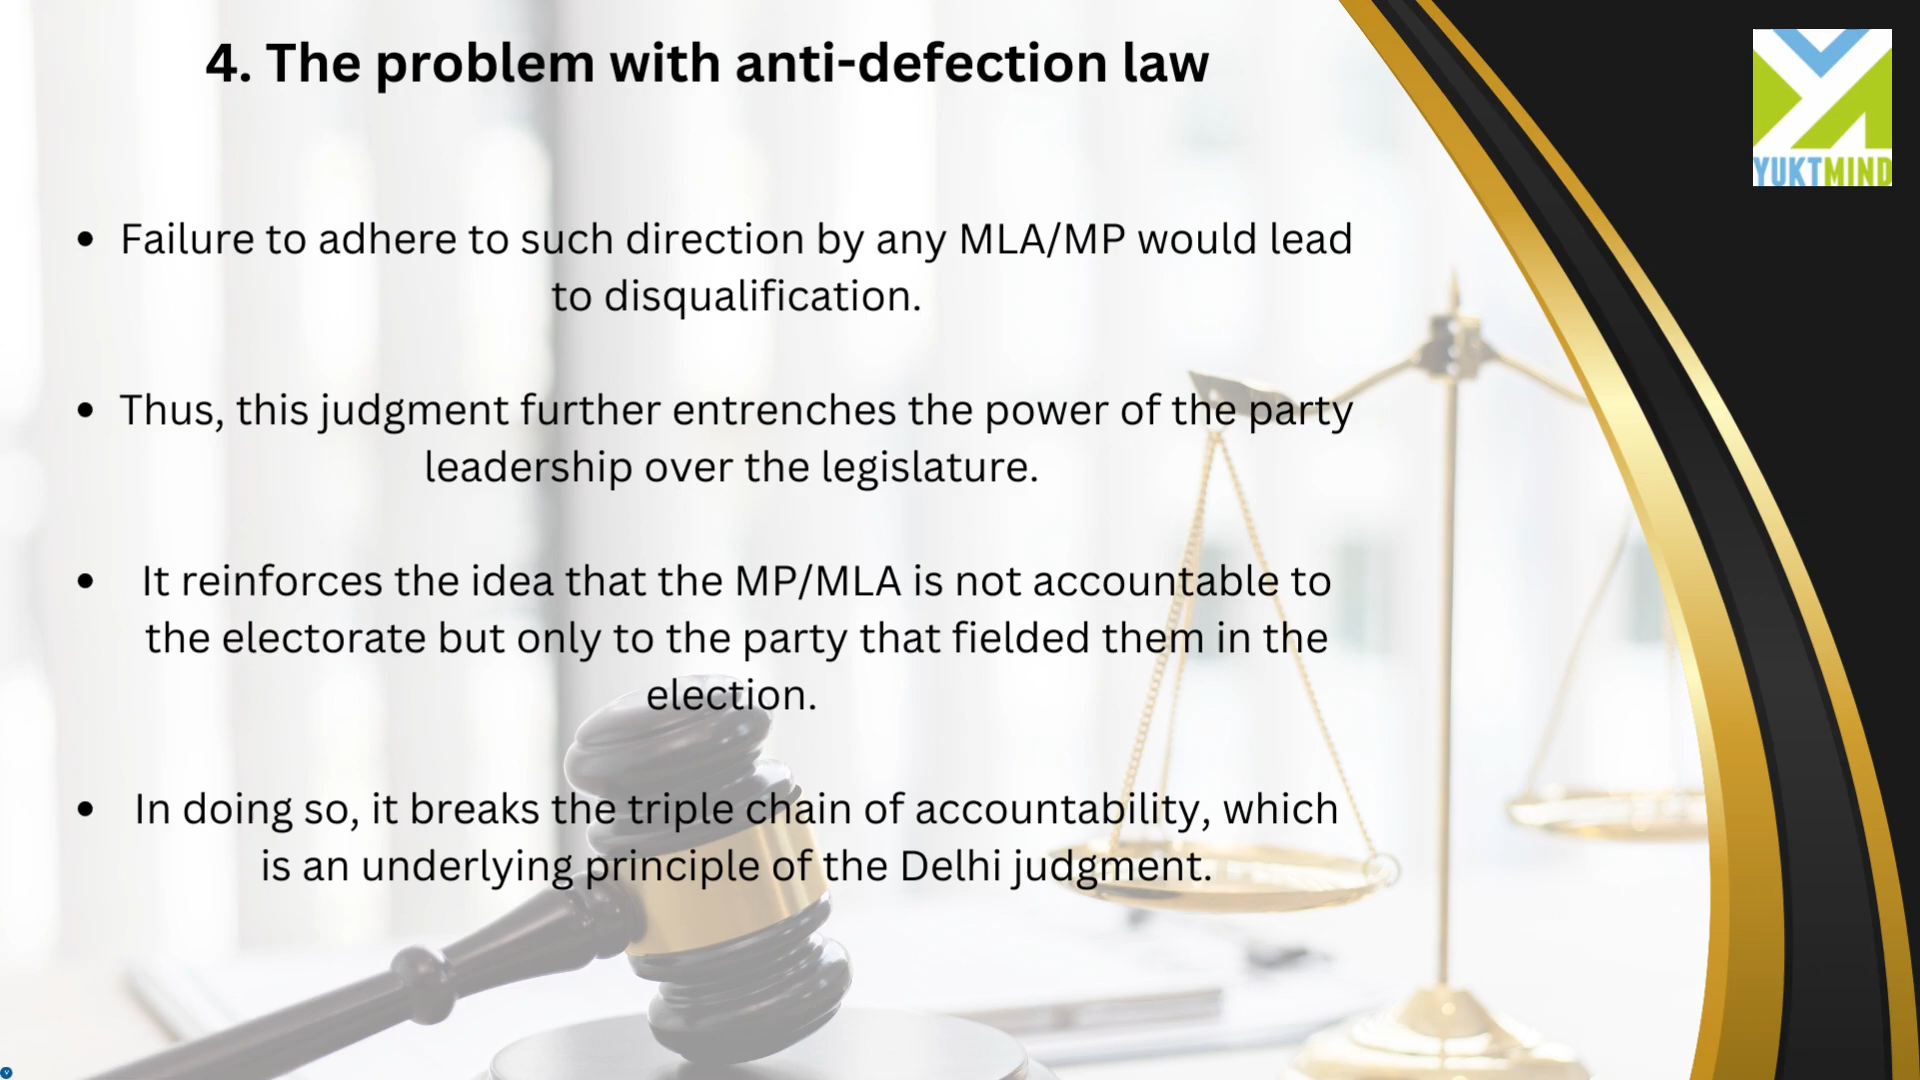 4. The problem with anti-defection law
YUKTMIND
• Failure to adhere to such direction by any MLA/MP would lead
to disqualification.
• Thus, this judgment further entrenches the power of the party
leadership over the legislature.
• It reinforces the idea that the MP/MLA is not accountable to
the electorate but only to the party that fielded them in the
election.
• In doing so, it breaks the triple chain of accountability, which
is an underlying principle of the Delhi judgment.